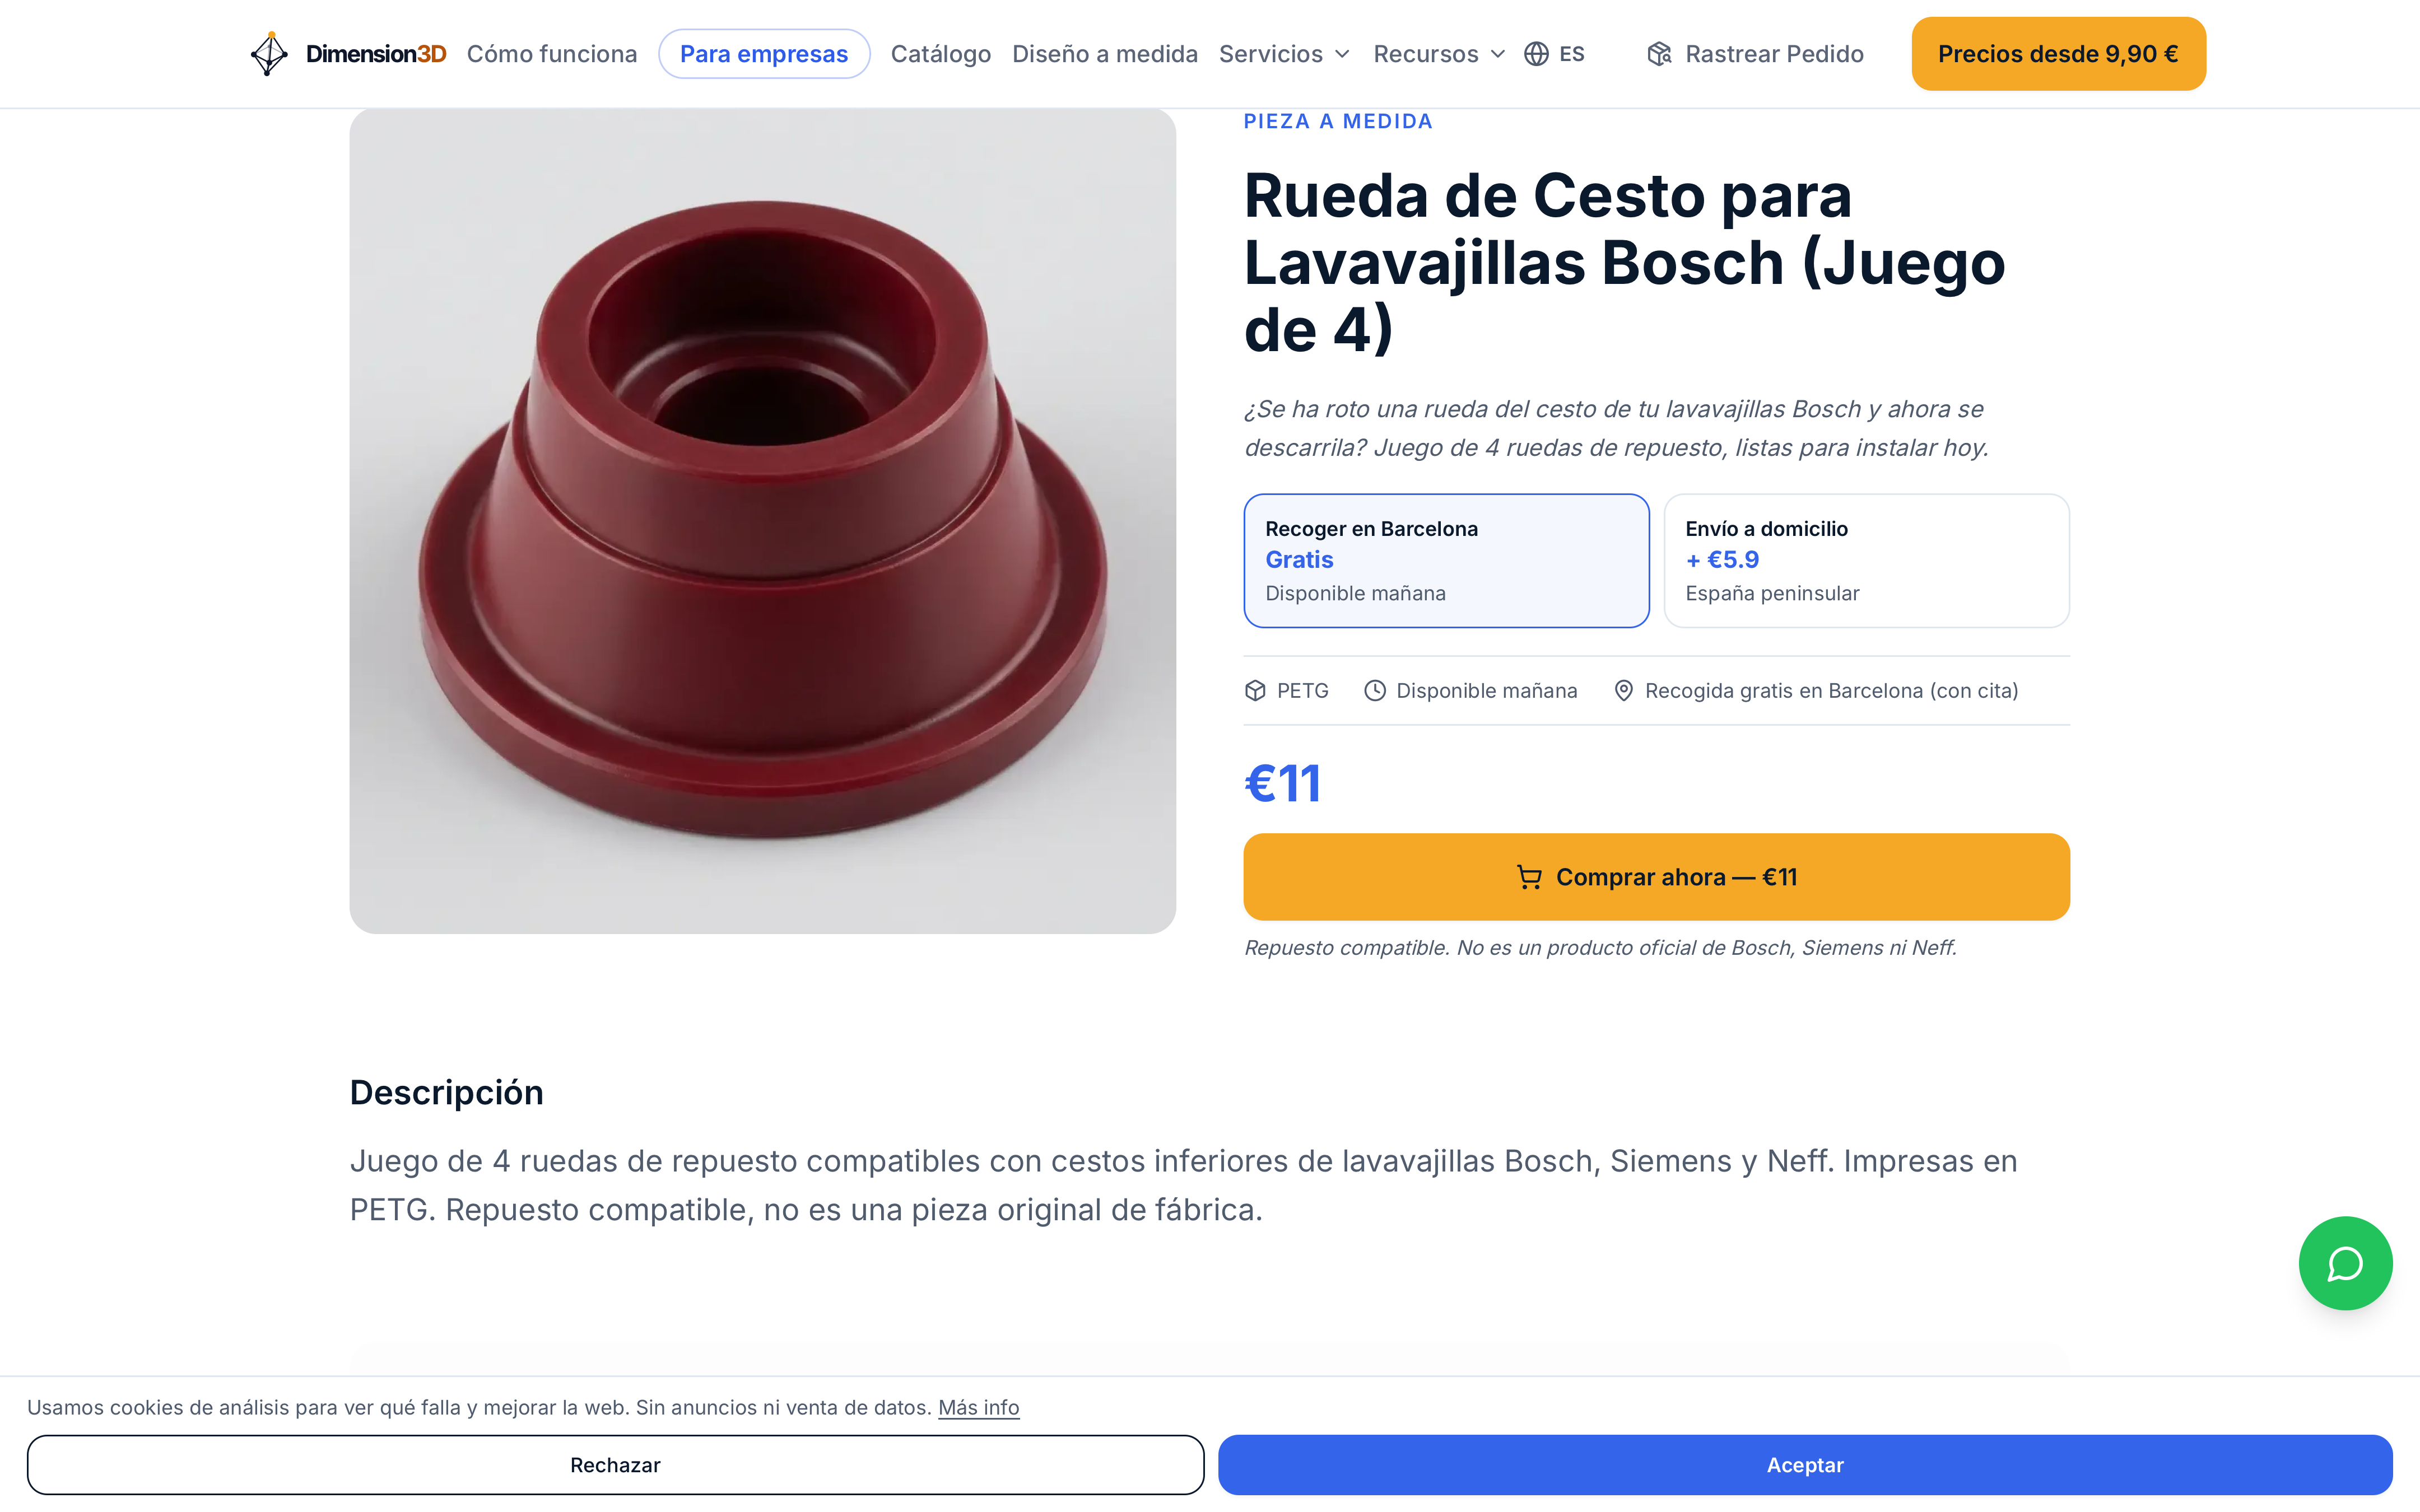 Dimension3D
Cómo funciona
Para empresas
Catálogo
Diseño a medida
Servicios
Recursos
ES
Rastrear Pedido
Precios desde 9,90 €
PIEZA A MEDIDA
Rueda de Cesto para
Lavavajillas Bosch (Juego
de 4)
¿Se ha roto una rueda del cesto de tu lavavajillas Bosch y ahora se
descarrila? Juego de 4 ruedas de repuesto, listas para instalar hoy.
Recoger en Barcelona
Gratis
Disponible mañana
Envío a domicilio
+ €5.9
España peninsular
PETG
Disponible mañana
Recogida gratis en Barcelona (con cita)
€11
Comprar ahora — €11
Repuesto compatible. No es un producto oficial de Bosch, Siemens ni Neff.
Descripción
Juego de 4 ruedas de repuesto compatibles con cestos inferiores de lavavajillas Bosch, Siemens y Neff. Impresas en
PETG. Repuesto compatible, no es una pieza original de fábrica.
Usamos cookies de análisis para ver qué falla y mejorar la web. Sin anuncios ni venta de datos. Más info
Rechazar
Aceptar